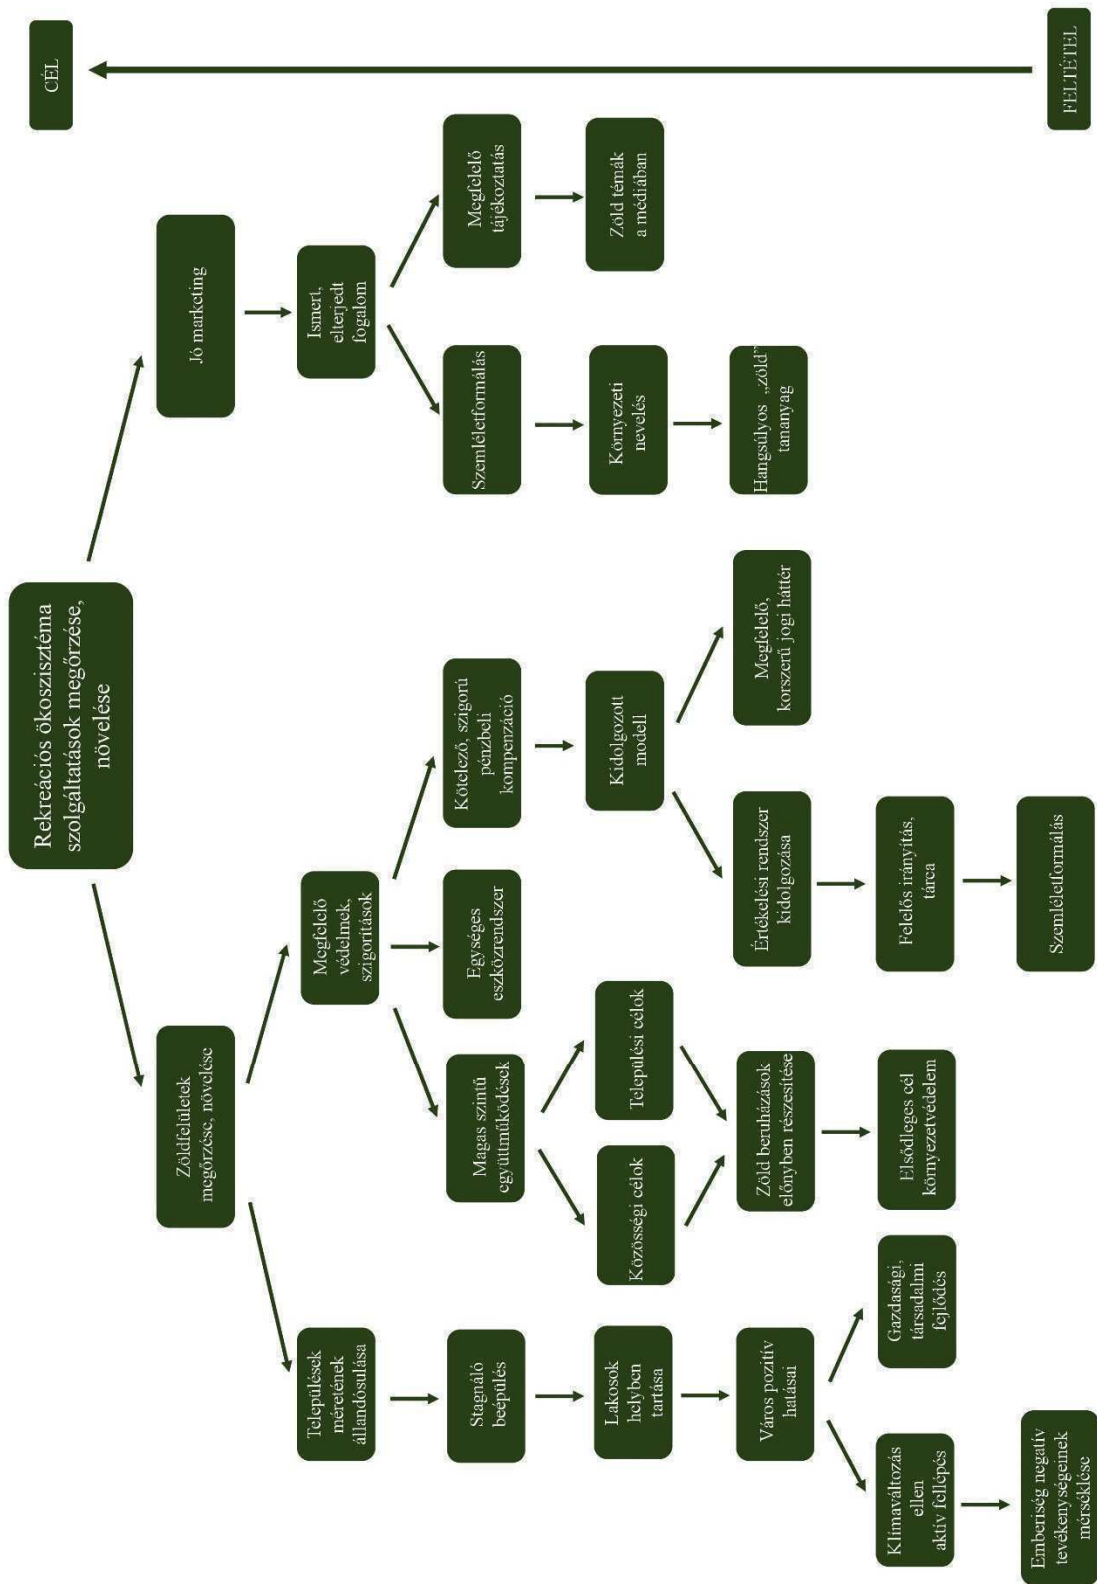 Rekreációs ökoszisztéma
szolgáltatások megőrzése,
növelése
CÉL
Zöldfelületek
megőrzése, növelése
Jó marketing
Települések
méretének
állandósulása
Megfelelő
védelmek,
szigorítások
Ismert,
elterjedt
fogalom
Stagnáló
beépülés
Magas szintű
együttműködések
Egységes
eszközrendszer
Kötelező, szigorú
pénzbeli
kompenzáció
Szemléletformálás
Megfelelő
tájékoztatás
Lakosok
helyben
tartása
Közösségi célok
Települési célok
Kidolgozott
modell
Környezeti
nevelés
Zöld témák
a médiában
Város pozitív
hatásai
Zöld beruházások
előnyben részesítése
Értékelési rendszer
kidolgozása
Megfelelő,
korszerű jogi háttér
Hangsúlyos „zöld”
tananyag
Klímaváltozás
ellen
aktív fellépés
Gazdasági,
társadalmi
fejlődés
Elsődleges cél
környezetvédelem
Felelős irányítás,
tárca
Emberiség negatív
tevékenységeinek
mérséklése
Szemléletformálás
FELTÉTEL